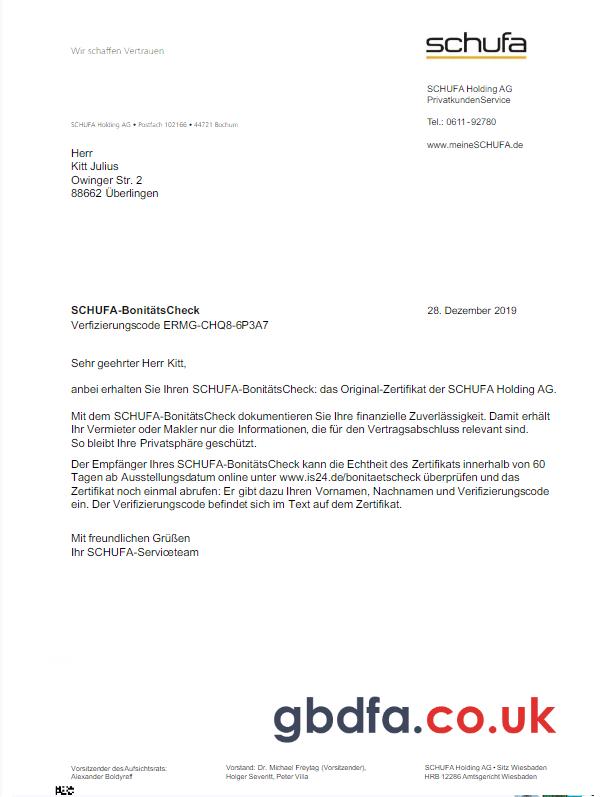 Wir schaffen Vertrauen
schufa
SCHUFA Holding AG
PrivatkundenService
Tel.: 0611-92780
www.meineSCHUFA.de
SCHUFA Holding AG • Postfach 102166 • 44721 Bochum
Herr
Kitt Julius
Owinger Str. 2
88662 Überlingen
SCHUFA-BonitätsCheck
28. Dezember 2019
Verfizierungscode ERMG-CHQ8-6P3A7
Sehr geehrter Herr Kitt,
anbei erhalten Sie Ihren SCHUFA-BonitätsCheck: das Original-Zertifikat der SCHUFA Holding AG.
Mit dem SCHUFA-BonitätsCheck dokumentieren Sie Ihre finanzielle Zuverlässigkeit. Damit erhält
Ihr Vermieter oder Makler nur die Informationen, die für den Vertragsabschluss relevant sind.
So bleibt Ihre Privatsphäre geschützt.
Der Empfänger Ihres SCHUFA-BonitätsCheck kann die Echtheit des Zertifikats innerhalb von 60
Tagen ab Ausstellungsdatum online unter www.is24.de/bonitaetscheck überprüfen und das
Zertifikat noch einmal abrufen: Er gibt dazu Ihren Vornamen, Nachnamen und Verifizierungscode
ein. Der Verifizierungscode befindet sich im Text auf dem Zertifikat.
Mit freundlichen Grüßen
Ihr SCHUFA-Serviceteam
gbdfa.co.uk
Vorsitzender des Aufsichtsrats:
Alexander Boldyreff
Vorstand: Dr. Michael Freytag (Vorsitzender),
Holger Severitt, Peter Villa
SCHUFA Holding AG • Sitz Wiesbaden
HRB 12286 Amtsgericht Wiesbaden